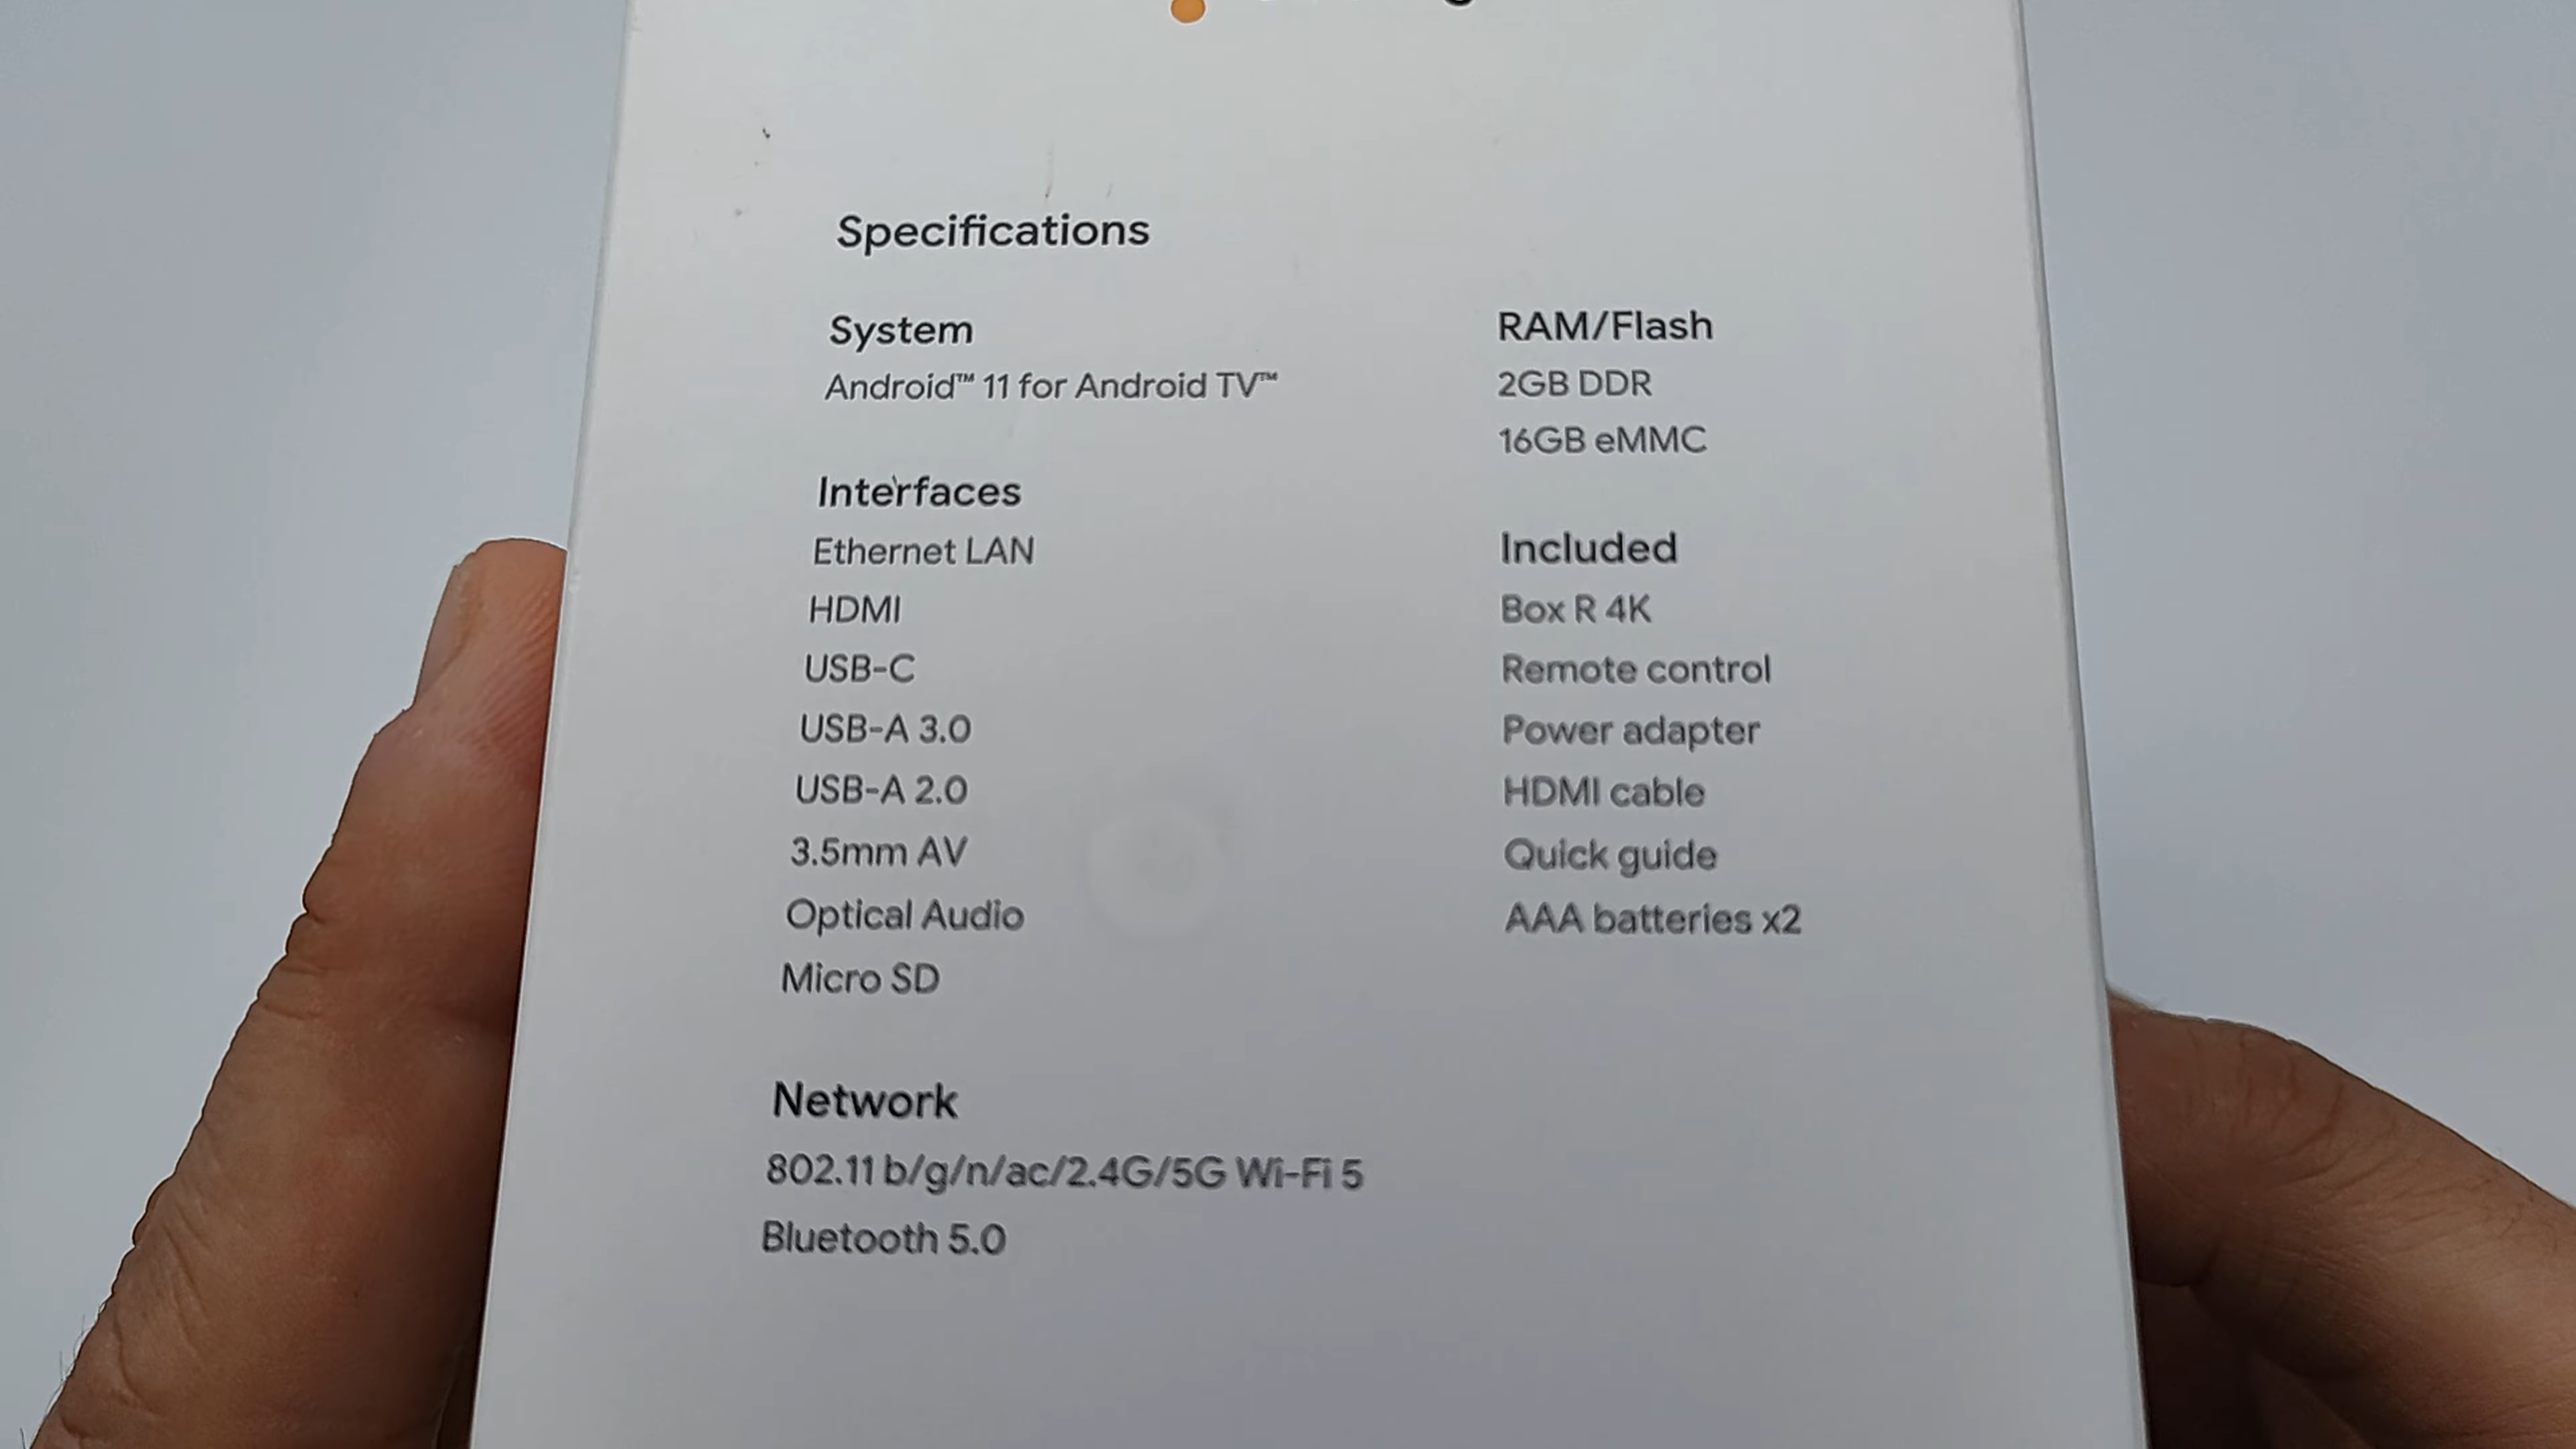 Specifications
System
Android™ 11 for Android TV™
Interfaces
Ethernet LAN
HDMI
USB-C
USB-A 3.0
USB-A 2.0
3.5mm AV
Optical Audio
Micro SD
Network
802.11 b/g/n/ac/2.4G/5G Wi-Fi 5
Bluetooth 5.0
RAM/Flash
2GB DDR
16GB eMMC
Included
Box R 4K
Remote control
Power adapter
HDMI cable
Quick guide
AAA batteries x2